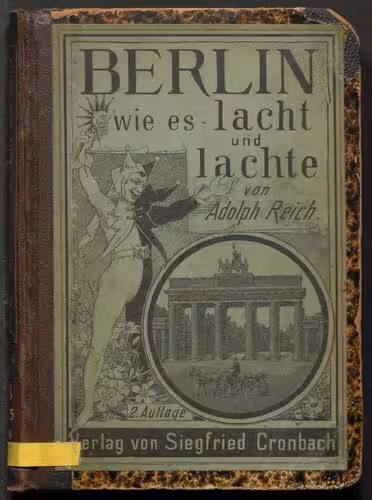 BERLIN
wie es - lacht
und
lachte
von
Adolph Reich.
2. Auflage
Verlag von Siegfried Cronbach